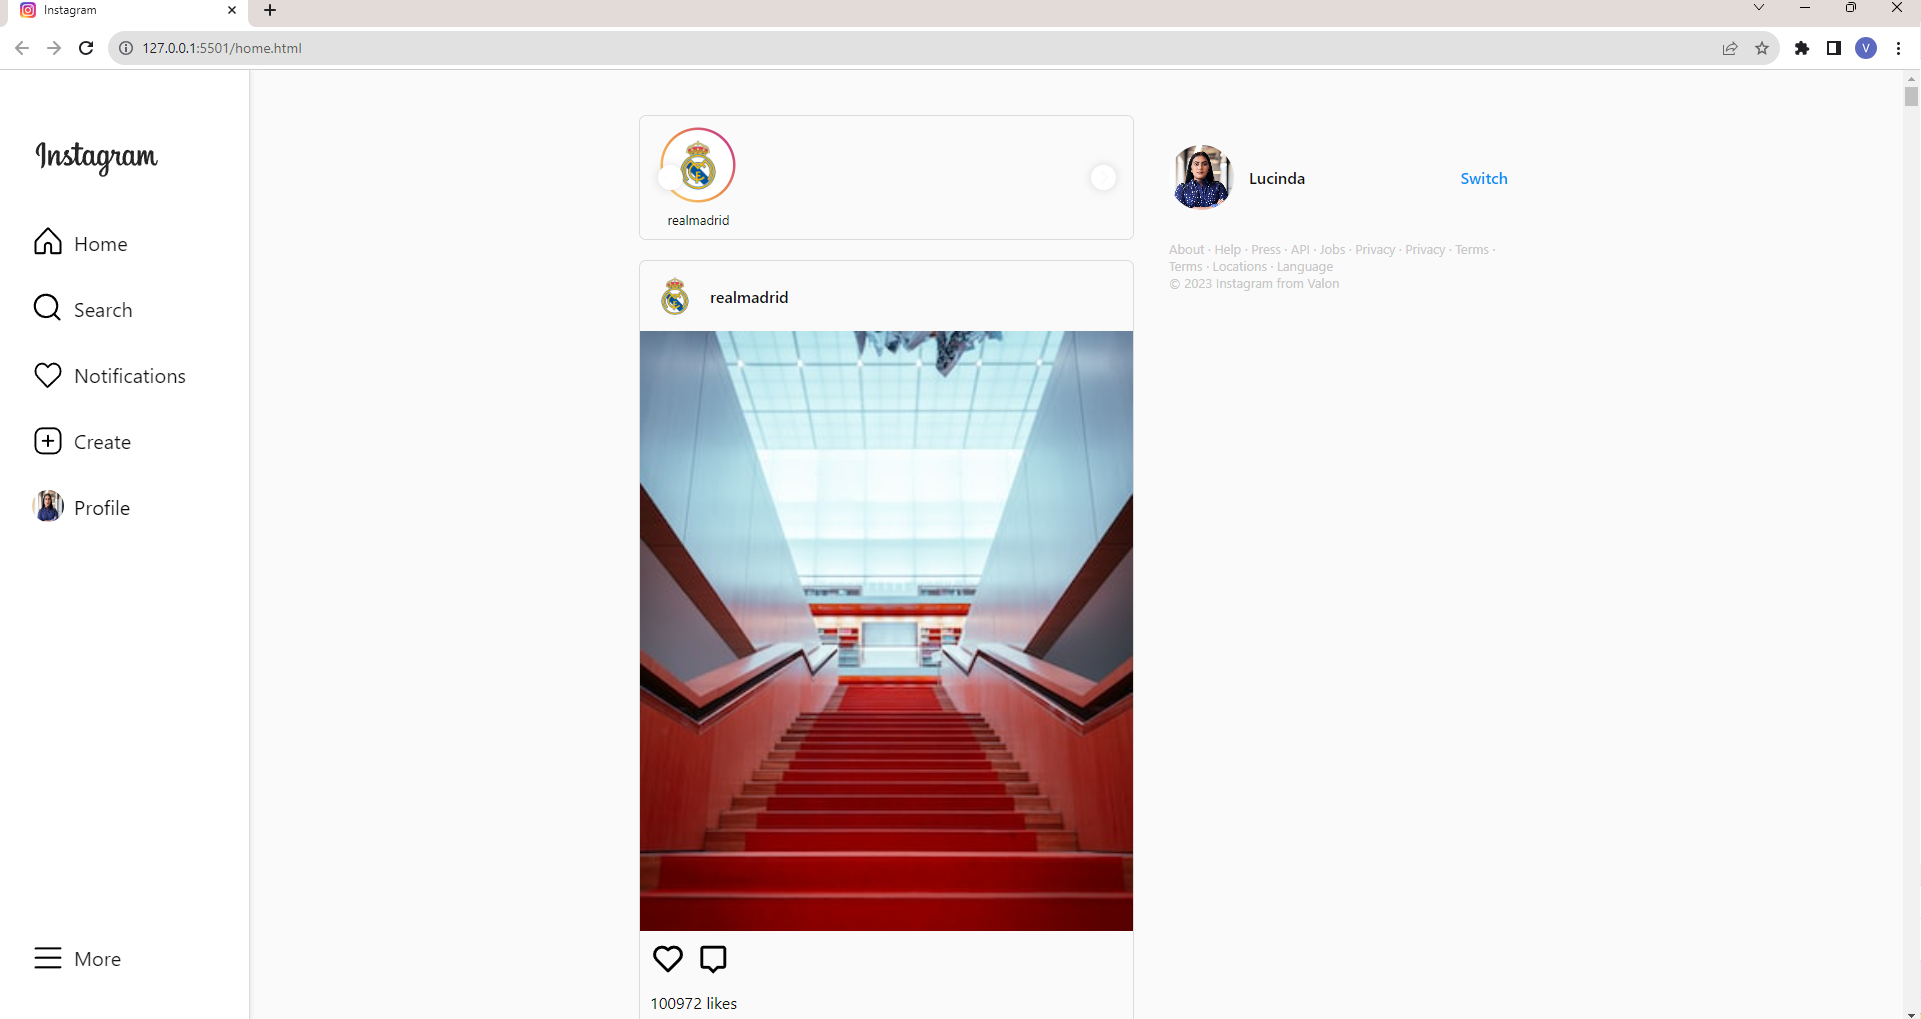 Instagram
127.0.0.1:5501/home.html
V
Instagram
Home
Search
Notifications
Create
Profile
More
realmadrid
realmadrid
100972 likes
Lucinda
Switch
About · Help · Press · API · Jobs · Privacy · Privacy · Terms ·
Terms · Locations · Language
© 2023 Instagram from Valon